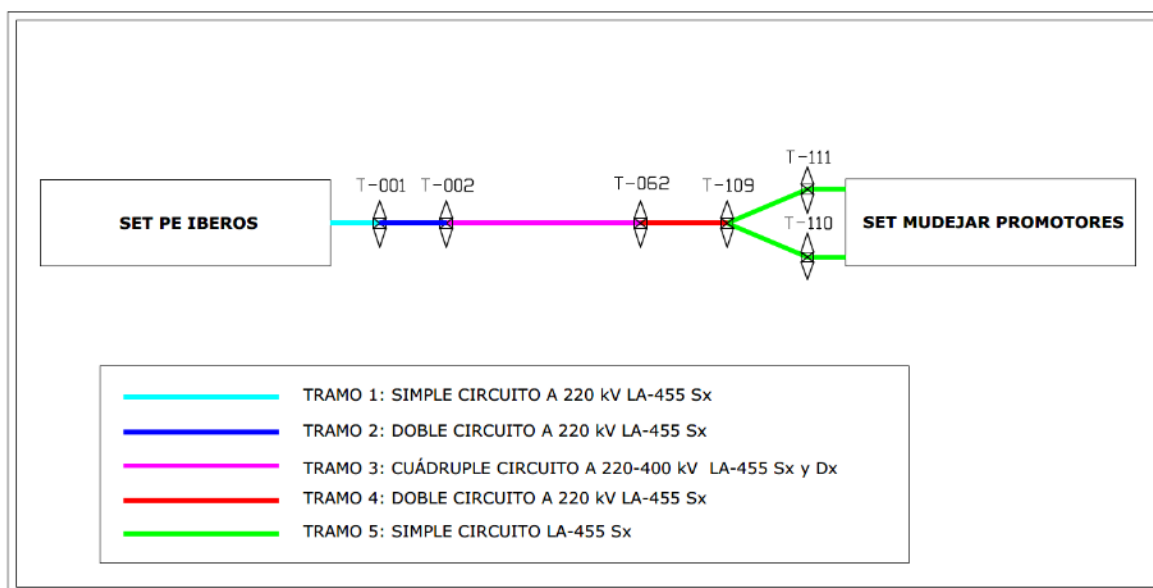 T-111
T-001 T-002 T-062 T-109
SET PE IBEROS
T-110
SET MUDEJAR PROMOTORES
TRAMO 1: SIMPLE CIRCUITO A 220 kV LA-455 Sx
TRAMO 2: DOBLE CIRCUITO A 220 kV LA-455 Sx
TRAMO 3: CUÁDRUPLE CIRCUITO A 220-400 kV LA-455 Sx y Dx
TRAMO 4: DOBLE CIRCUITO A 220 kV LA-455 Sx
TRAMO 5: SIMPLE CIRCUITO LA-455 Sx